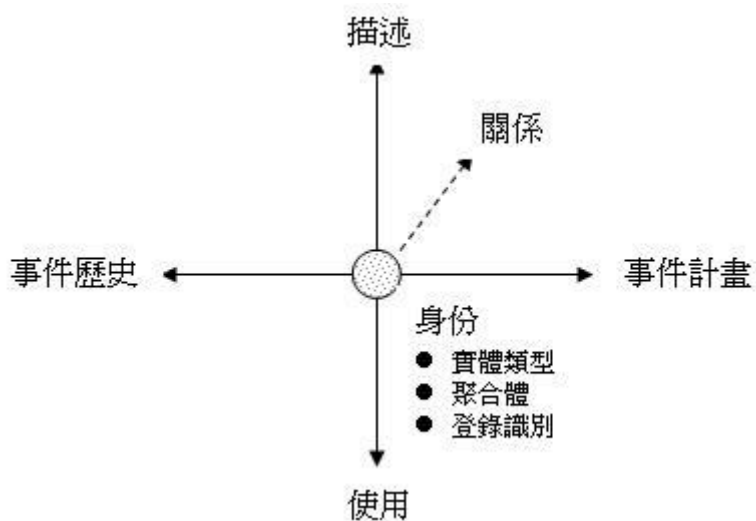 描述
關係
事件歷史
事件計畫
身份
● 實體類型
● 聚合體
● 登錄識別
使用